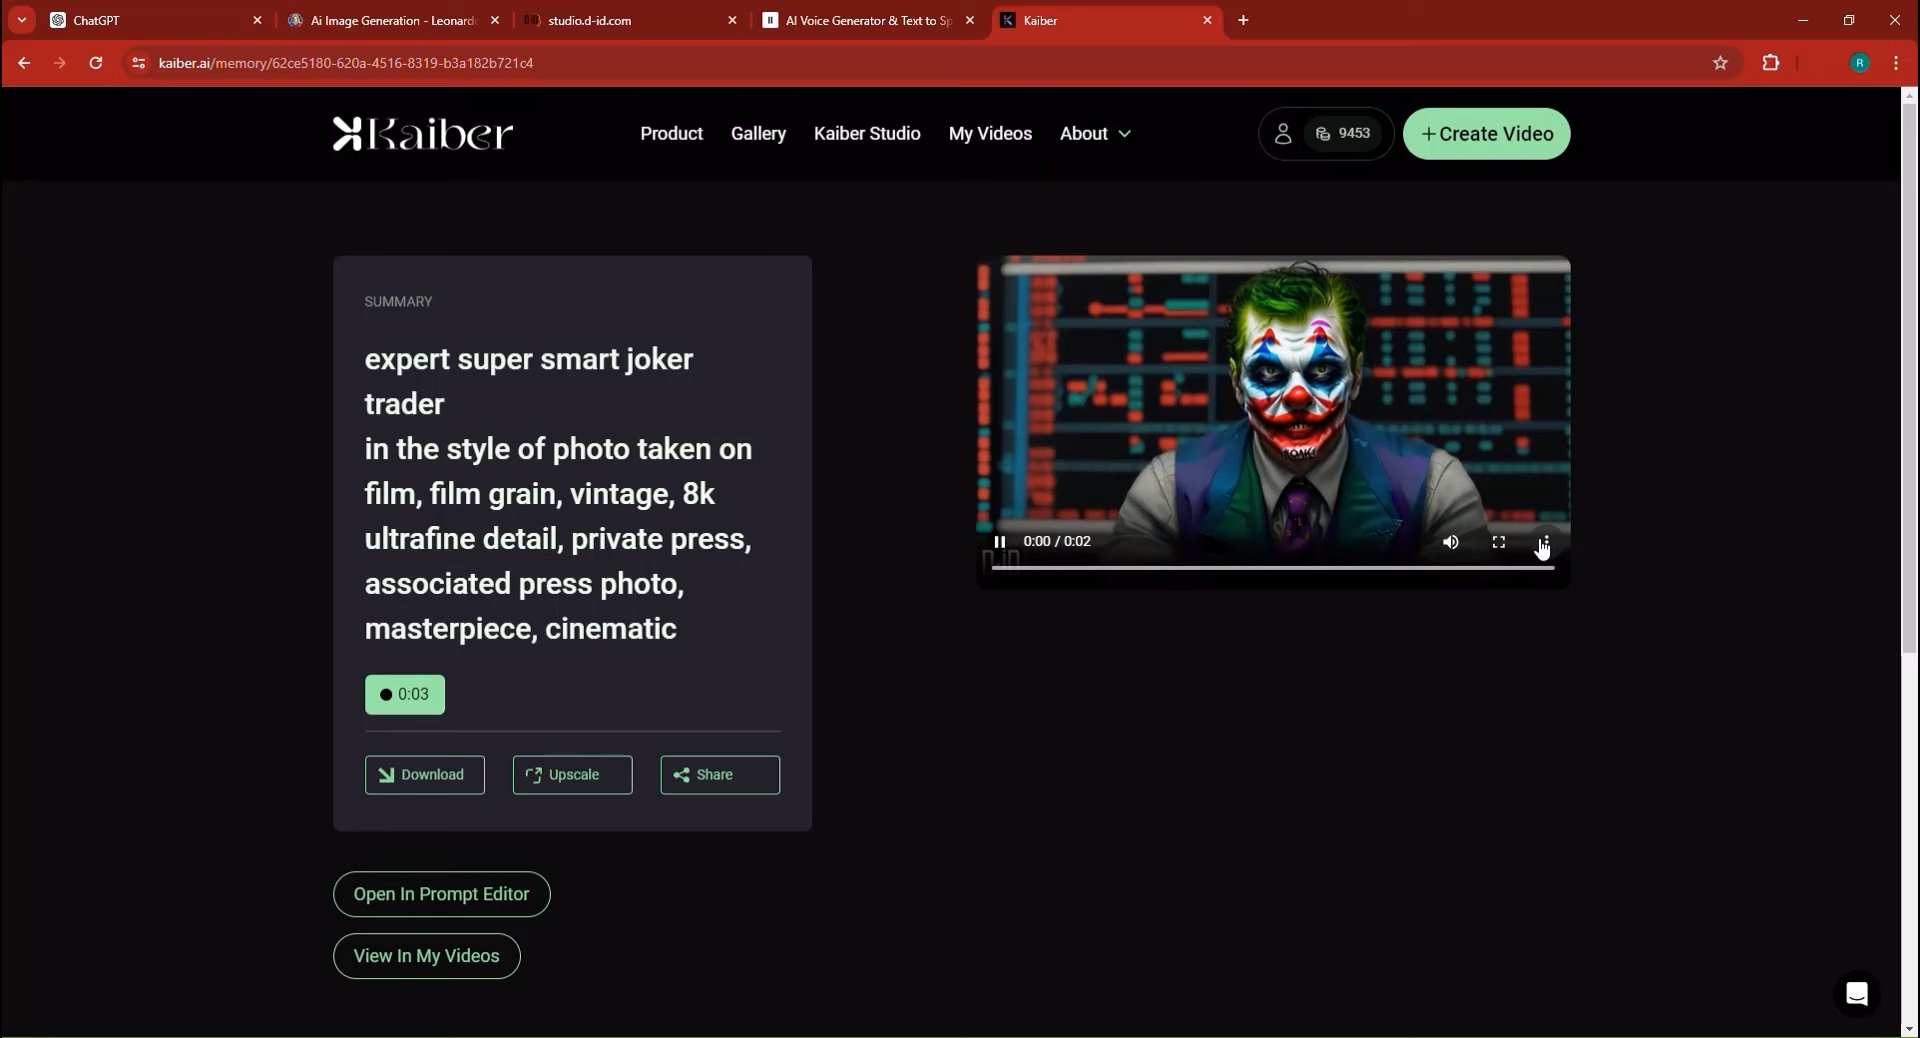 ChatGPT
Ai Image Generation - Leonard
studio.d-id.com
AI Voice Generator & Text to Sp
Kaiber
kaiber.ai/memory/62ce5180-620a-4516-8319-b3a182b721c4
R
Kaiber
Product
Gallery
Kaiber Studio
My Videos
About
9453
+Create Video
SUMMARY
expert super smart joker
trader
in the style of photo taken on
film, film grain, vintage, 8k
ultrafine detail, private press,
associated press photo,
masterpiece, cinematic
0:03
Download
Upscale
Share
0:00 / 0:02
Open In Prompt Editor
View In My Videos